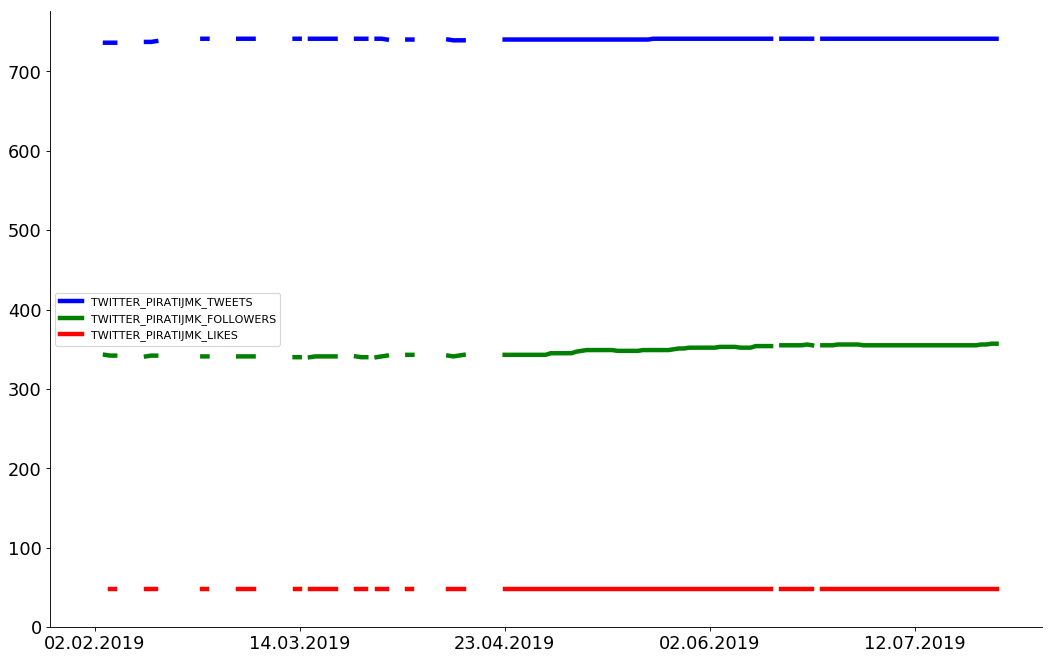 700
600
500
400
300
200
100
0
TWITTER_PIRATIJMK_TWEETS
TWITTER_PIRATIJMK_FOLLOWERS
TWITTER_PIRATIJMK_LIKES
02.02.2019 14.03.2019 23.04.2019 02.06.2019 12.07.2019